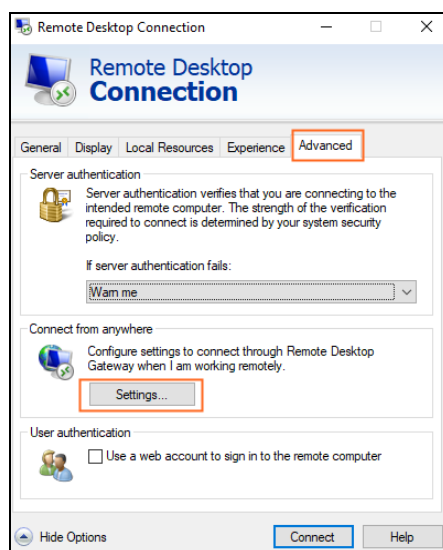 Remote Desktop Connection
Remote Desktop
Connection
General Display Local Resources Experience Advanced
Server authentication
Server authentication verifies that you are connecting to the
intended remote computer. The strength of the verification
required to connect is determined by your system security
policy.
If server authentication fails:
Warn me
Connect from anywhere
Configure settings to connect through Remote Desktop
Gateway when I am working remotely.
Settings...
User authentication
Use a web account to sign in to the remote computer
Hide Options Connect Help